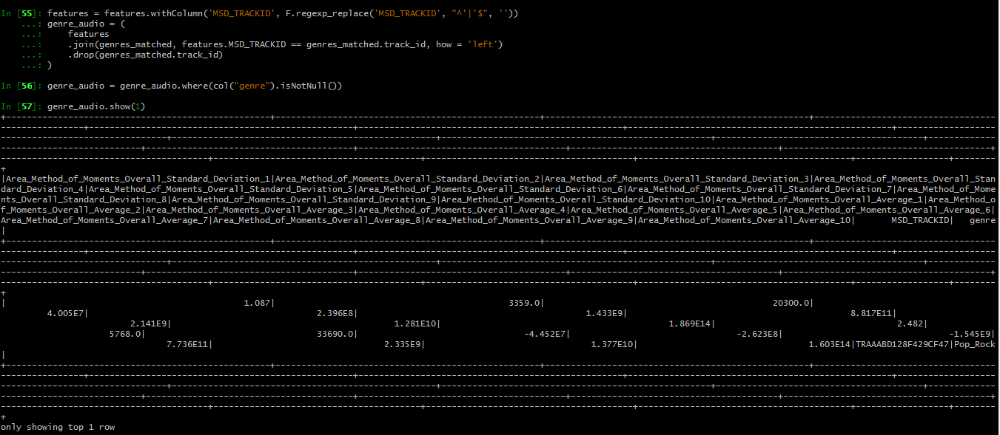 In [55]: features = features.withColumn('MSD_TRACKID', F.regexp_replace('MSD_TRACKID', "^'|'$", ''))
    ...: genre_audio = (
    ...:     features
    ...:     .join(genres_matched, features.MSD_TRACKID == genres_matched.track_id, how = 'left')
    ...:     .drop(genres_matched.track_id)
    ...: )
In [56]: genre_audio = genre_audio.where(col("genre").isNotNull())
In [57]: genre_audio.show(1)
|Area_Method_of_Moments_Overall_Standard_Deviation_1|Area_Method_of_Moments_Overall_Standard_Deviation_2|Area_Method_of_Moments_Overall_Standard_Deviation_3|Area_Method_of_Moments_Overall_Stan
dard_Deviation_4|Area_Method_of_Moments_Overall_Standard_Deviation_5|Area_Method_of_Moments_Overall_Standard_Deviation_6|Area_Method_of_Moments_Overall_Standard_Deviation_7|Area_Method_of_Mome
nts_Overall_Standard_Deviation_8|Area_Method_of_Moments_Overall_Standard_Deviation_9|Area_Method_of_Moments_Overall_Standard_Deviation_10|Area_Method_of_Moments_Overall_Average_1|Area_Method_o
f_Moments_Overall_Average_2|Area_Method_of_Moments_Overall_Average_3|Area_Method_of_Moments_Overall_Average_4|Area_Method_of_Moments_Overall_Average_5|Area_Method_of_Moments_Overall_Average_6|
Area_Method_of_Moments_Overall_Average_7|Area_Method_of_Moments_Overall_Average_8|Area_Method_of_Moments_Overall_Average_9|Area_Method_of_Moments_Overall_Average_10|       MSD_TRACKID|   genre
|
| 1.087| 3359.0| 20300.0|
4.005E7| 2.396E8| 1.433E9| 8.817E11|
2.141E9| 1.281E10| 1.869E14| 2.482|
5768.0| 33690.0| -4.452E7| -2.623E8| -1.545E9|
7.736E11| 2.335E9| 1.377E10| 1.603E14|TRAAABD128F429CF47|Pop_Rock
|
only showing top 1 row